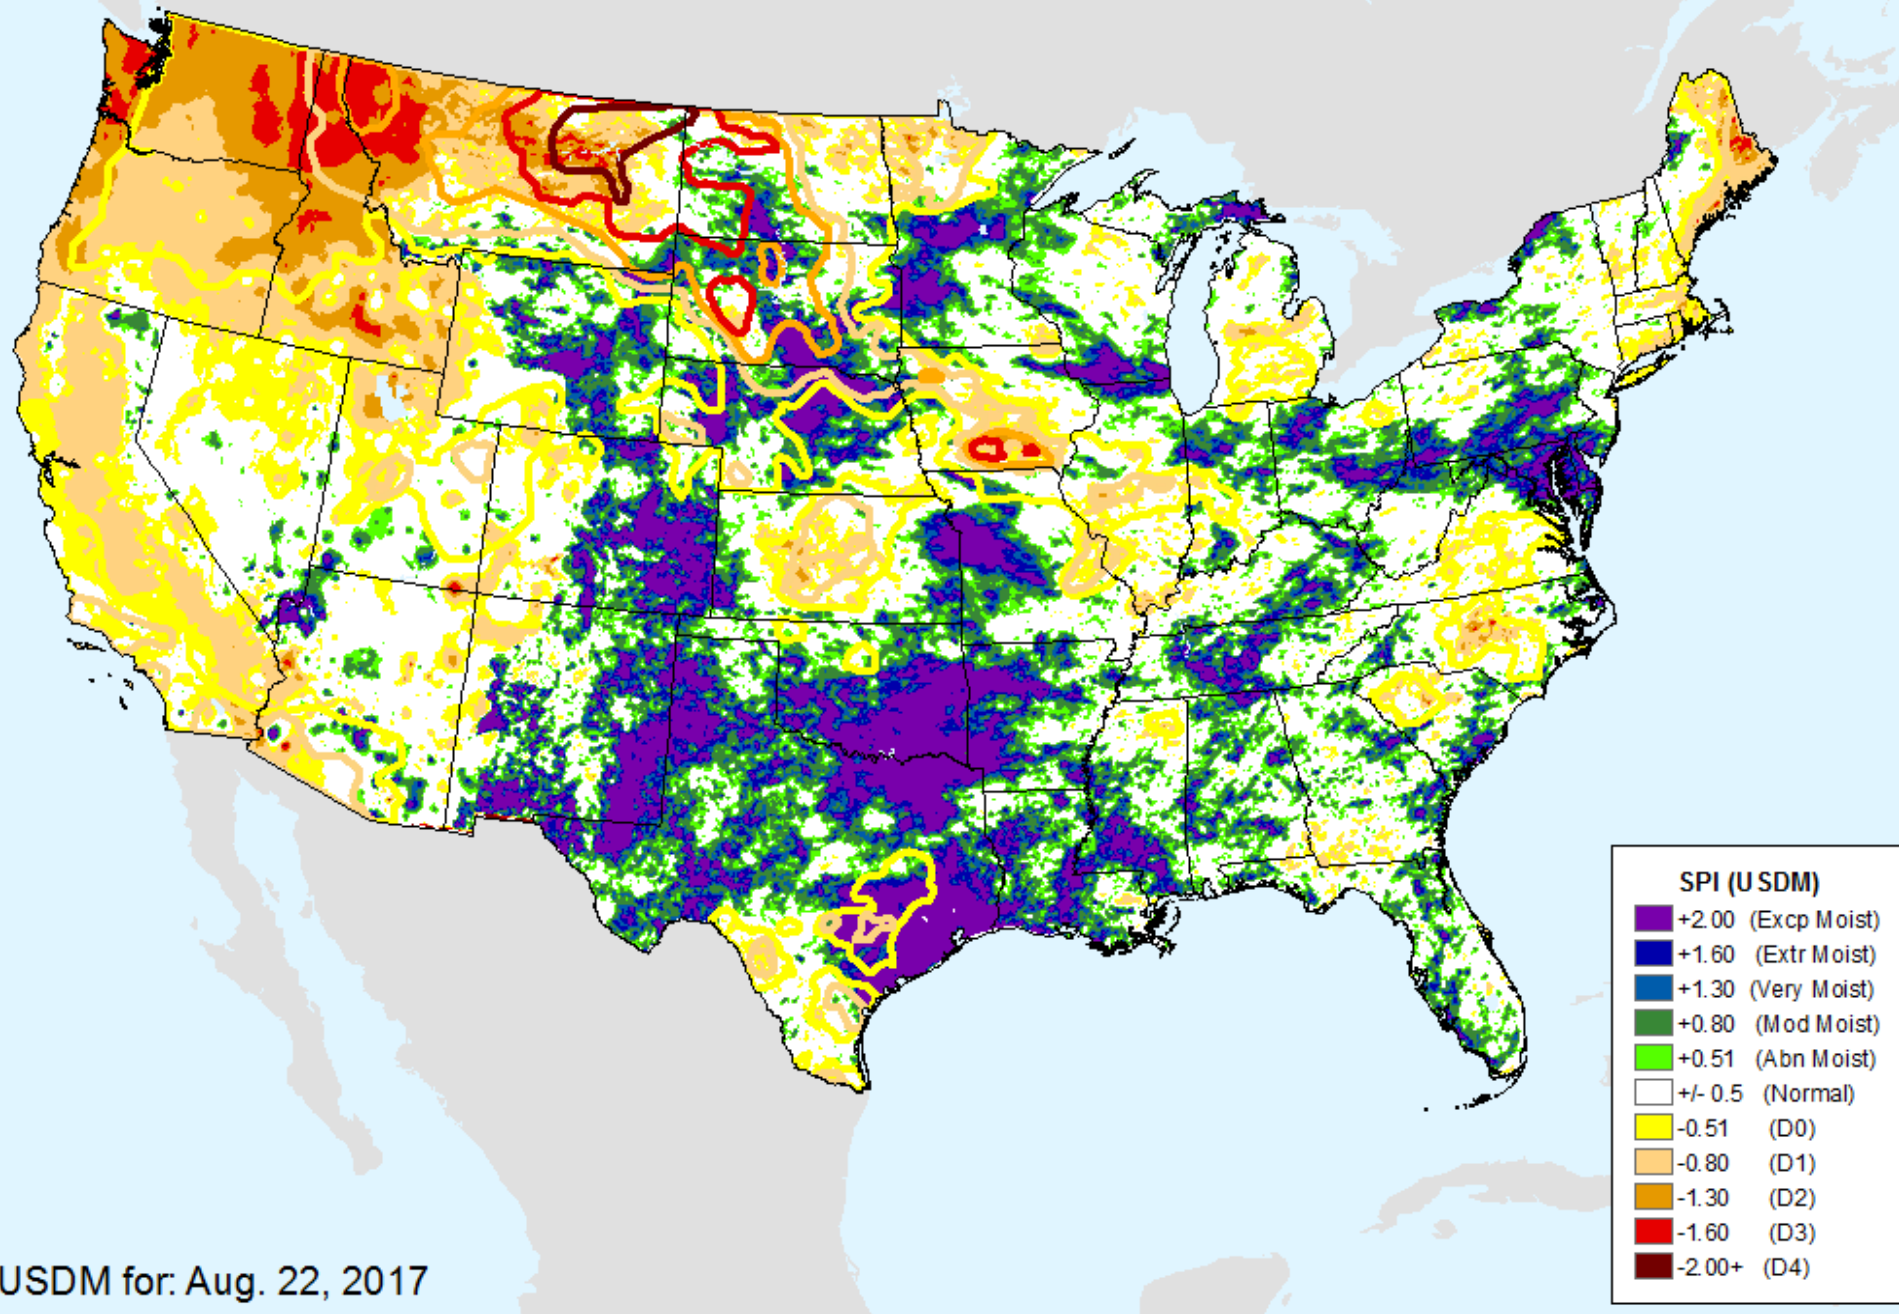 SPI (USDM)
+2.00 (Excp Moist)
+1.60 (Extr Moist)
+1.30 (Very Moist)
+0.80 (Mod Moist)
+0.51 (Abn Moist)
+/- 0.5 (Normal)
-0.51 (D0)
-0.80 (D1)
-1.30 (D2)
-1.60 (D3)
-2.00+ (D4)
USDM for: Aug. 22, 2017